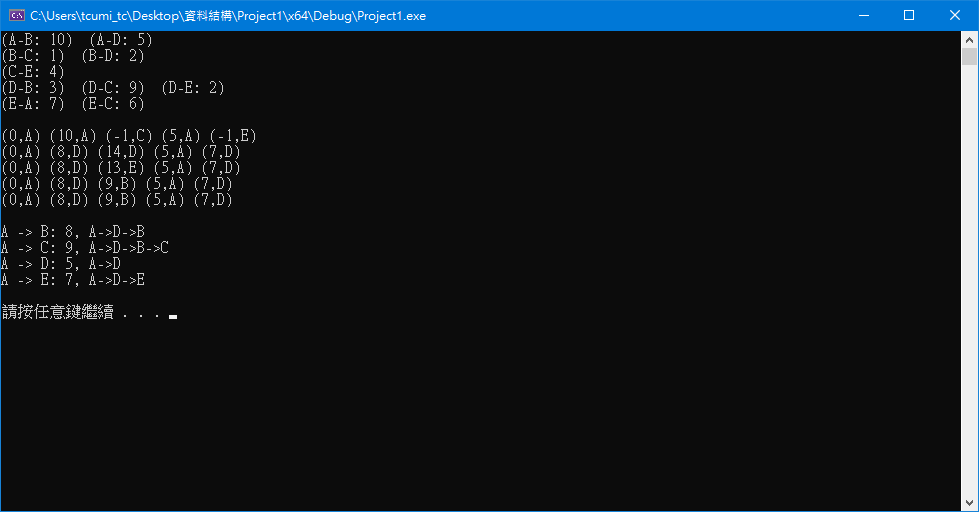 C:\Users\tcumi_tc\Desktop\資料結構\Project1\x64\Debug\Project1.exe
(A-B: 10)  (A-D: 5)
(B-C: 1)  (B-D: 2)
(C-E: 4)
(D-B: 3)  (D-C: 9)  (D-E: 2)
(E-A: 7)  (E-C: 6)
(0,A) (10,A) (-1,C) (5,A) (-1,E)
(0,A) (8,D) (14,D) (5,A) (7,D)
(0,A) (8,D) (13,E) (5,A) (7,D)
(0,A) (8,D) (9,B) (5,A) (7,D)
(0,A) (8,D) (9,B) (5,A) (7,D)
A -> B: 8, A->D->B
A -> C: 9, A->D->B->C
A -> D: 5, A->D
A -> E: 7, A->D->E
請按任意鍵繼續 . . .